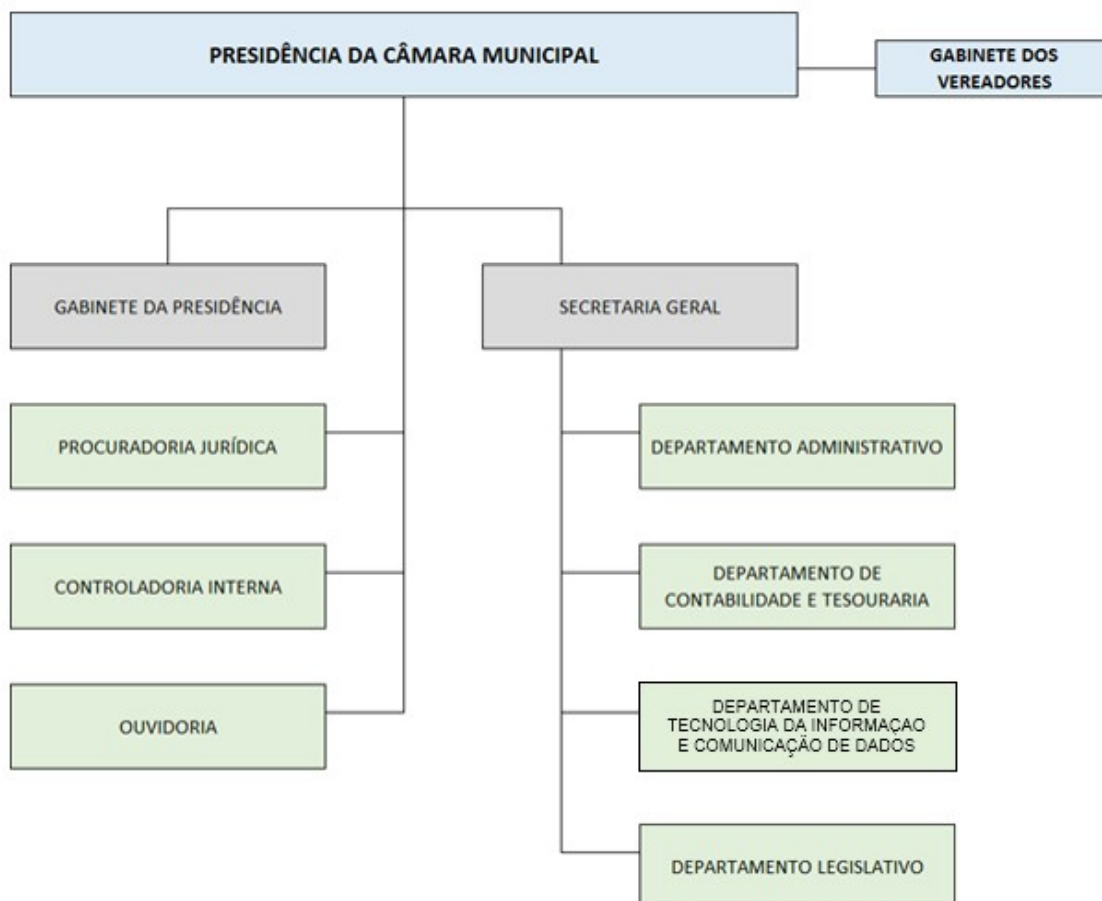 PRESIDÊNCIA DA CÂMARA MUNICIPAL
GABINETE DOS
VEREADORES
GABINETE DA PRESIDÊNCIA
SECRETARIA GERAL
PROCURADORIA JURÍDICA
DEPARTAMENTO ADMINISTRATIVO
CONTROLADORIA INTERNA
DEPARTAMENTO DE
CONTABILIDADE E TESOURARIA
OUVIDORIA
DEPARTAMENTO DE
TECNOLOGIA DA INFORMAÇAO
E COMUNICAÇÃO DE DADOS
DEPARTAMENTO LEGISLATIVO